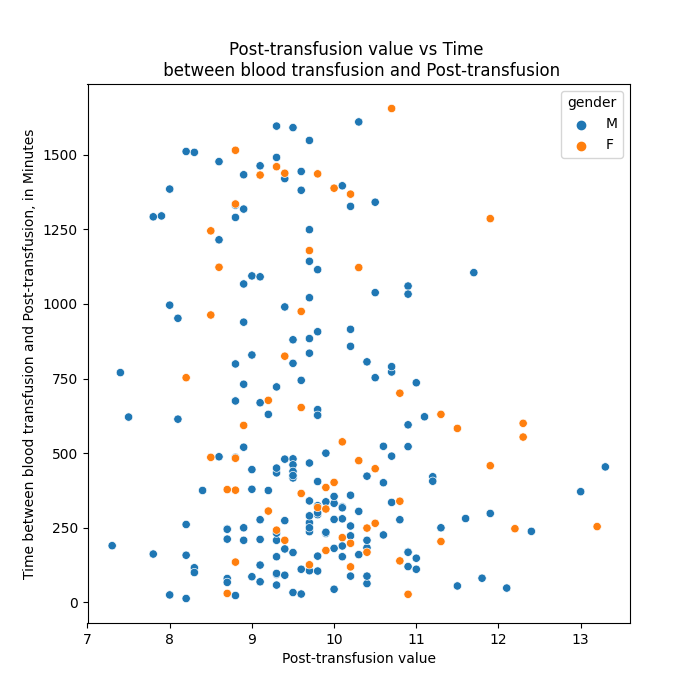 Post-transfusion value vs Time
between blood transfusion and Post-transfusion
gender
M
F
Time between blood transfusion and Post-transfusion, in Minutes
1500
1250
1000
750
500
250
0
7 8 9 10 11 12 13
Post-transfusion value